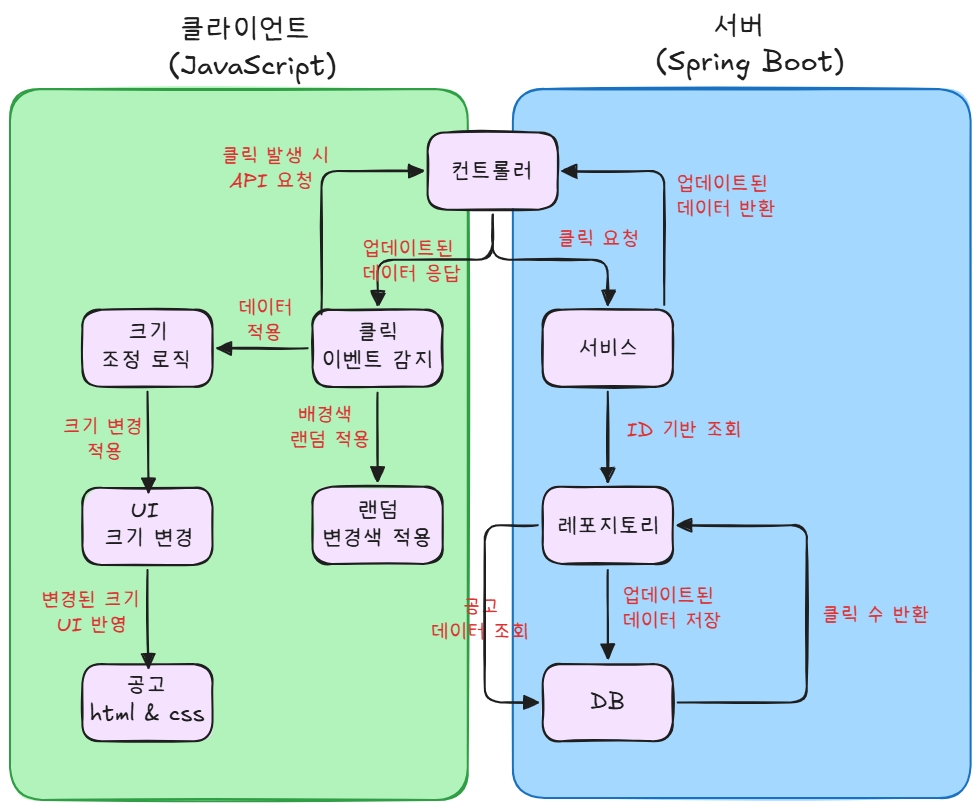 클라이언트
(JavaScript)
서버
(Spring Boot)
컨트롤러
클릭 발생 시
API 요청
업데이트된
데이터 응답
클릭 요청
업데이트된
데이터 반환
데이터
적용
크기
조정 로직
클릭
이벤트 감지
서비스
크기 변경
적용
배경색
랜덤 적용
ID 기반 조회
UI
크기 변경
랜덤
변경색 적용
레포지토리
변경된 크기
UI 반영
공고
데이터 조회
업데이트된
데이터 저장
클릭 수 반환
공고
html & css
DB